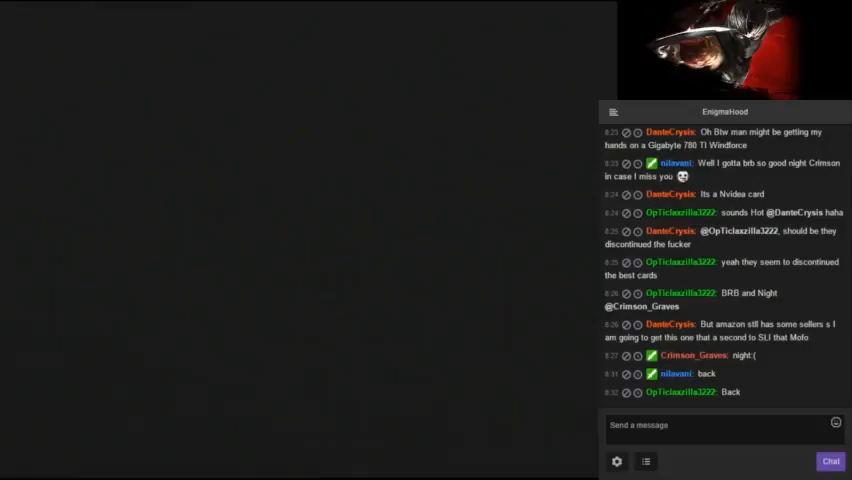 EnigmaHood
8:23 DanteCrysis: Oh Btw man might be getting my
hands on a Gigabyte 780 TI Windforce
8:23 nilavani: Well I gotta brb so good night Crimson
in case I miss you
8:24 DanteCrysis: Its a Nvidea card
8:24 OpTiclaxzilla3222: sounds Hot @DanteCrysis haha
8:25 DanteCrysis: @OpTiclaxzilla3222, should be they
discontinued the fucker
8:25 OpTiclaxzilla3222: yeah they seem to discontinued
the best cards
8:26 OpTiclaxzilla3222: BRB and Night
@Crimson_Graves
8:26 DanteCrysis: But amazon stll has some sellers s I
am going to get this one that a second to SLI that Mofo
8:27 Crimson_Graves: night:(
8:31 nilavani: back
8:32 OpTiclaxzilla3222: Back
Send a message
Chat